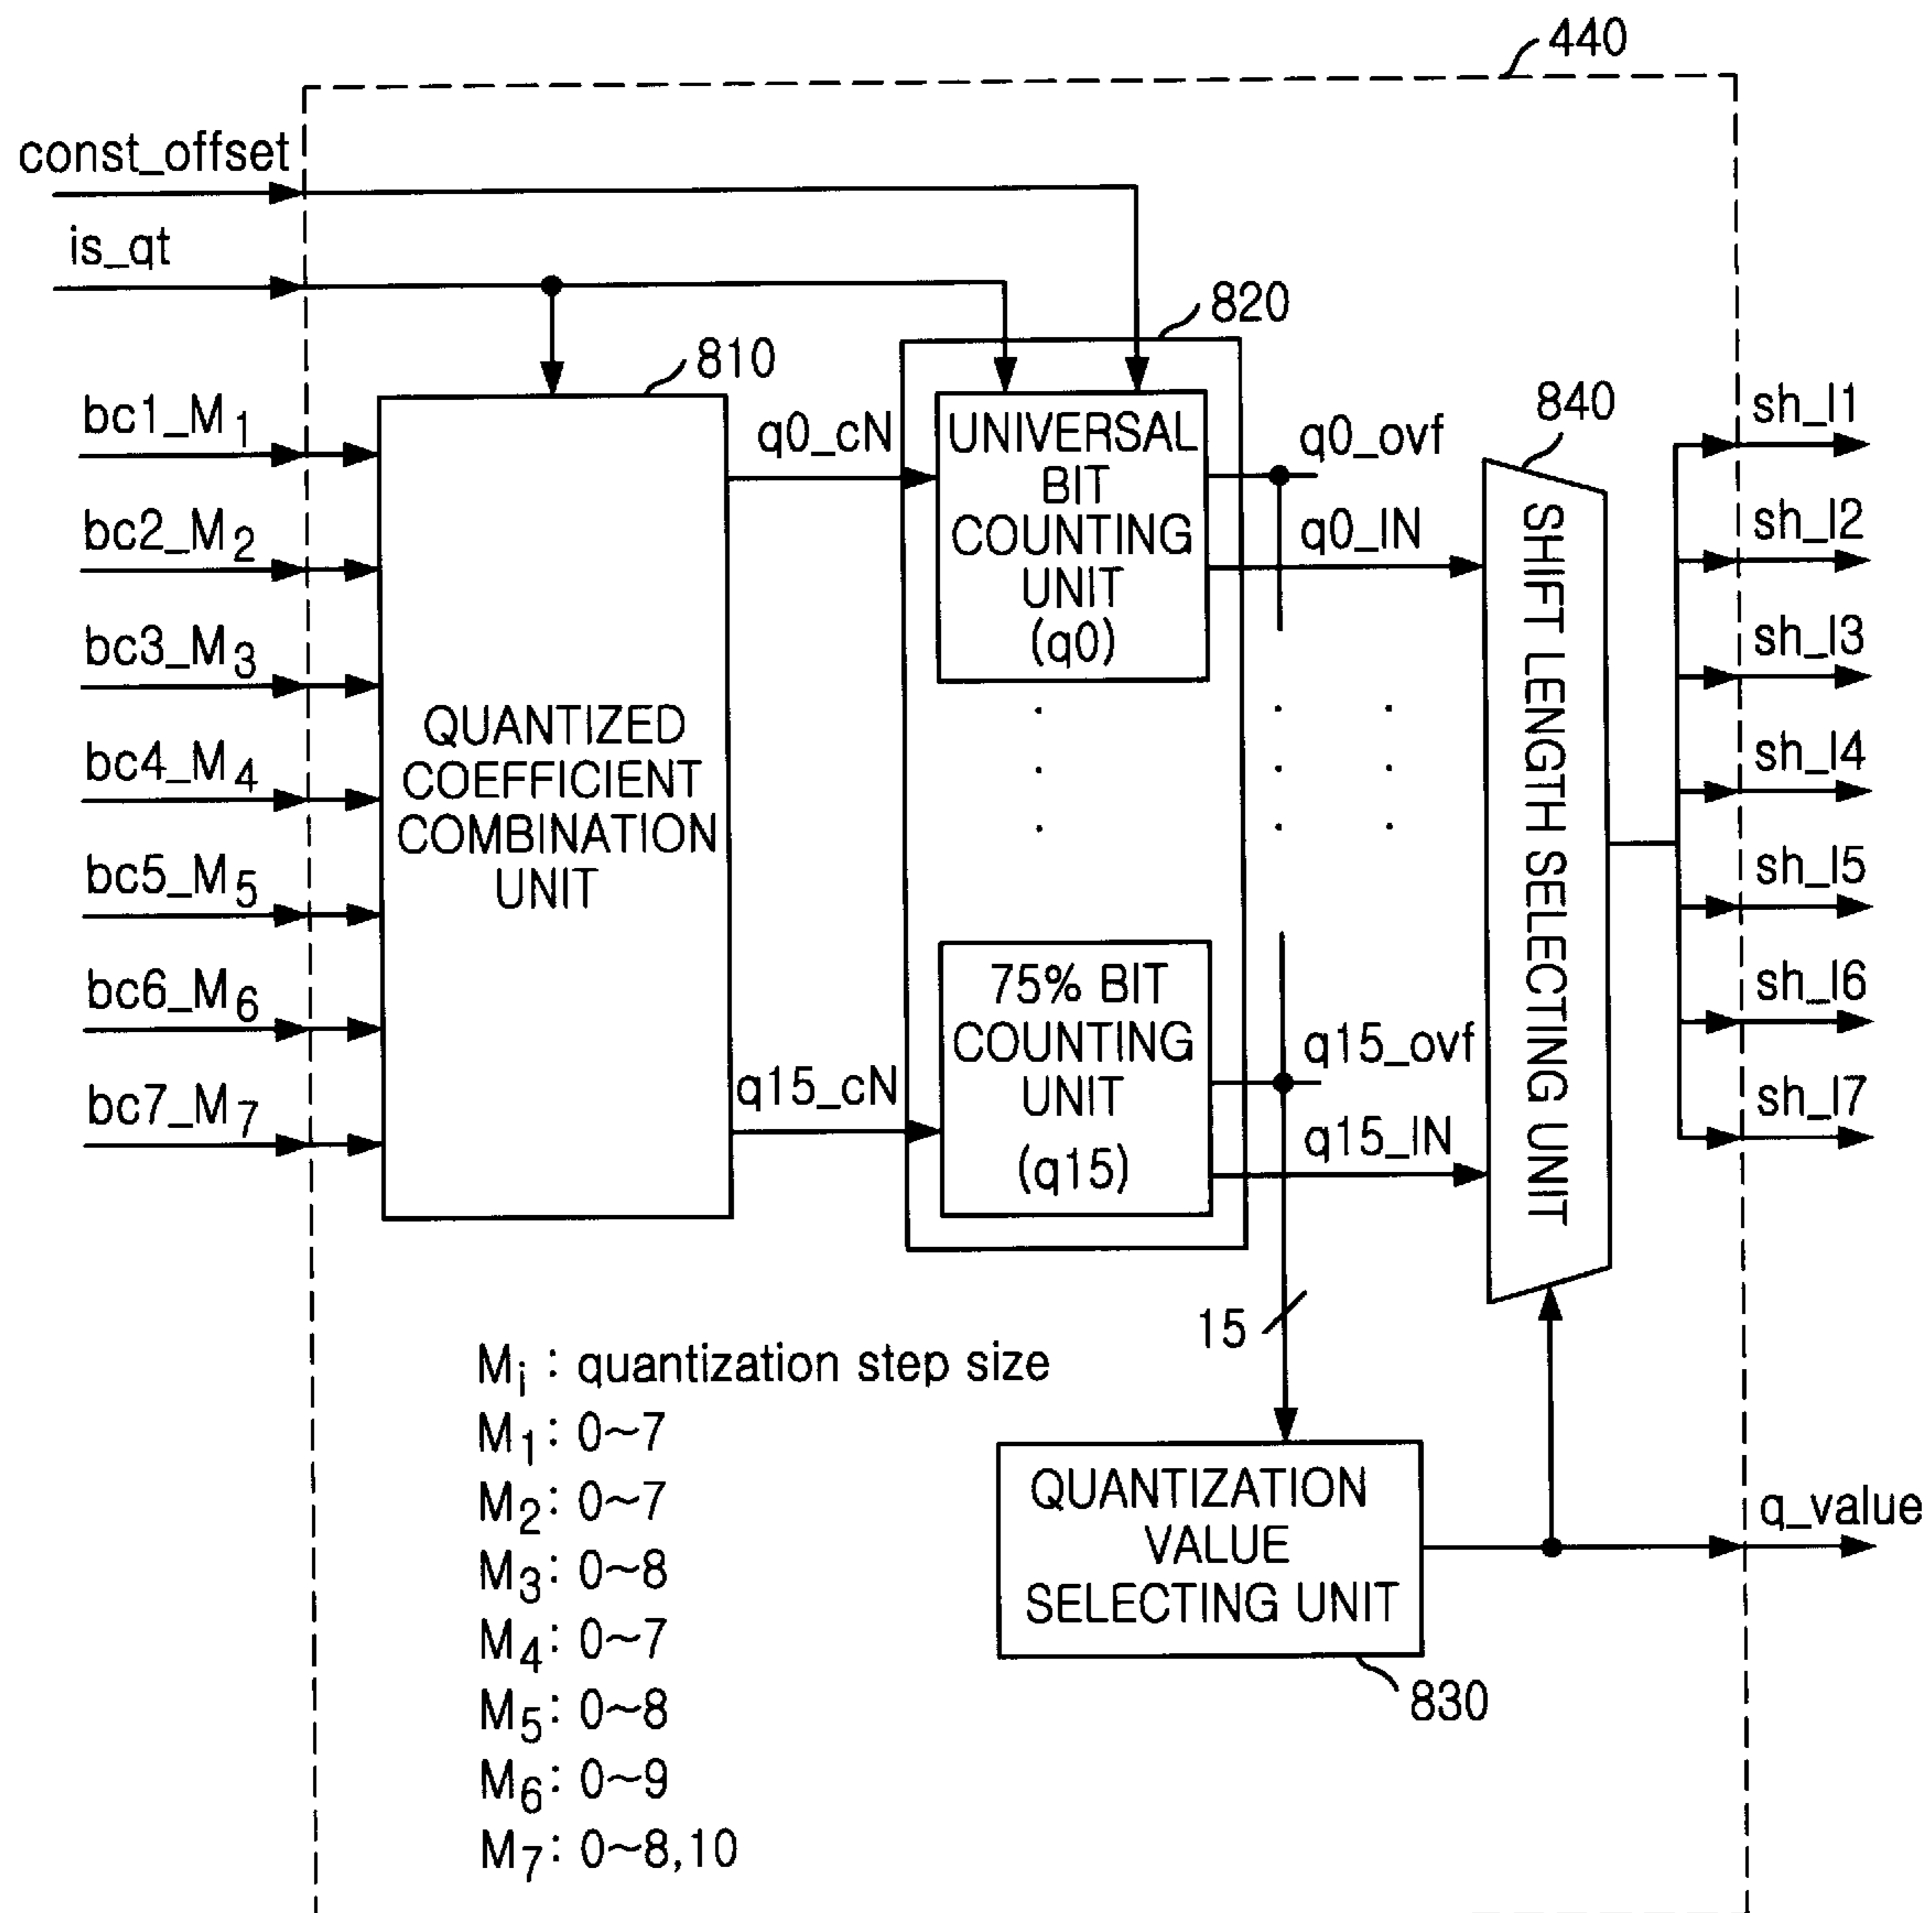 440
const_offset
is_qt
820
810
840
bc1_M1
bc2_M2
bc3_M3
bc4_M4
bc5_M5
bc6_M6
bc7_M7
QUANTIZED
COEFFICIENT
COMBINATION
UNIT
q0_cN
q15_cN
UNIVERSAL
BIT
COUNTING
UNIT
(q0)
75% BIT
COUNTING
UNIT
(q15)
q0_ovf
q0_lN
q15_ovf
q15_lN
SHIFT LENGTH SELECTING UNIT
sh_l1
sh_l2
sh_l3
sh_l4
sh_l5
sh_l6
sh_l7
15
QUANTIZATION
VALUE
SELECTING UNIT
830
q_value
Mi : quantization step size
M1: 0~7
M2: 0~7
M3: 0~8
M4: 0~7
M5: 0~8
M6: 0~9
M7: 0~8,10